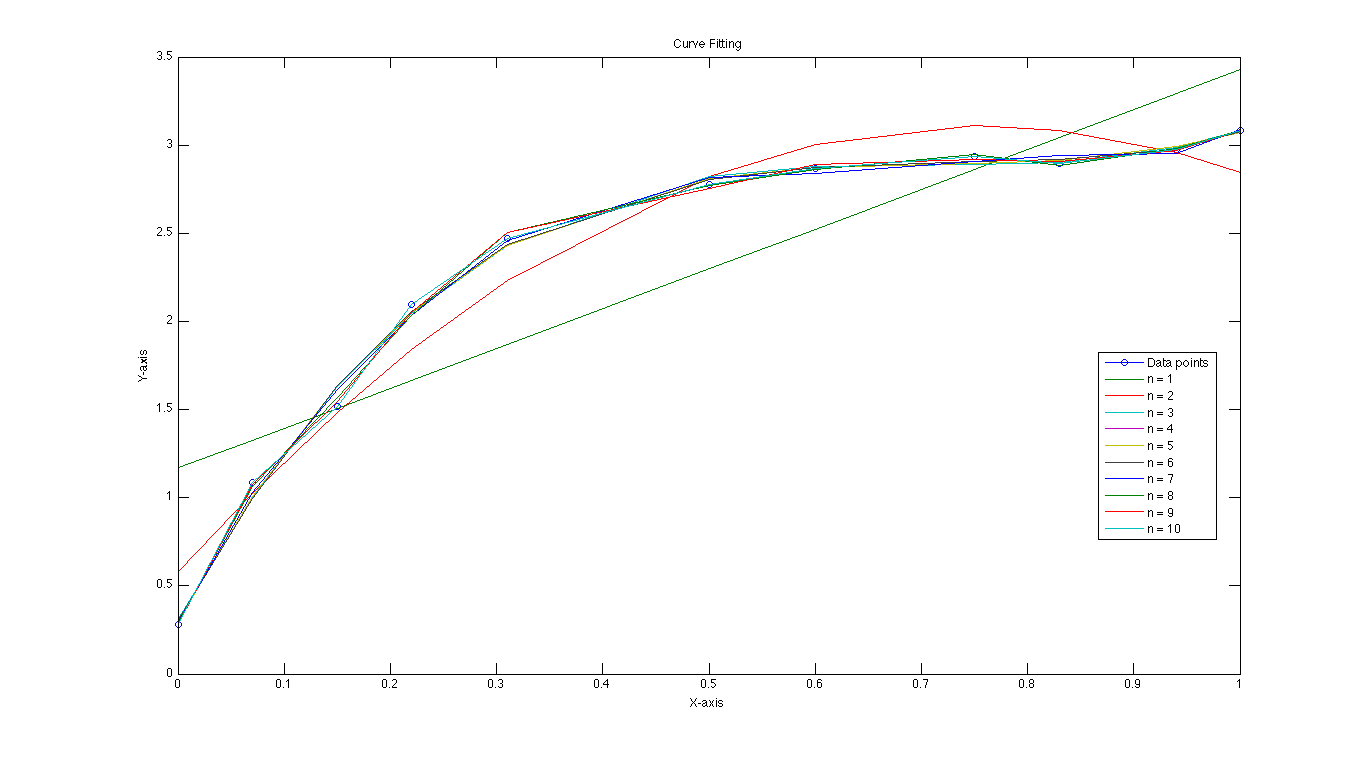 Curve Fitting
3.5
3
2.5
2
1.5
1
0.5
0
Y-axis
0 0.1 0.2 0.3 0.4 0.5 0.6 0.7 0.8 0.9 1
X-axis
Data points
n = 1
n = 2
n = 3
n = 4
n = 5
n = 6
n = 7
n = 8
n = 9
n = 10